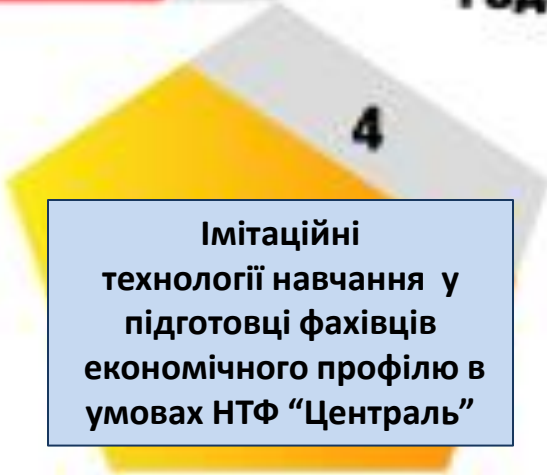 4
Імітаційні
технології навчання у
підготовці фахівців
економічного профілю в
умовах НТФ “Централь”